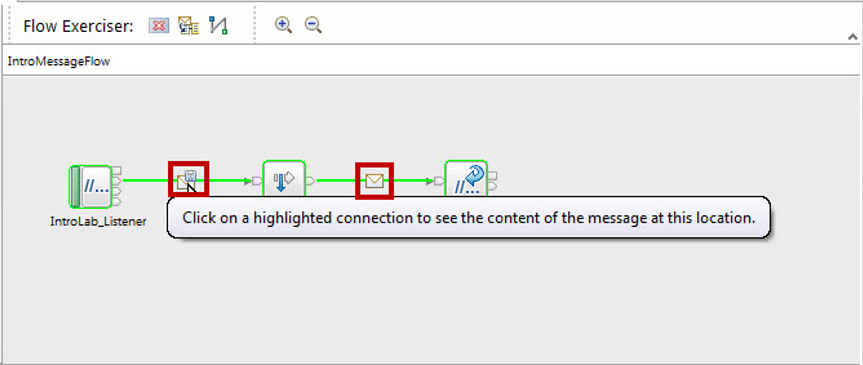 Flow Exerciser:
IntroMessageFlow
//...
//...
IntroLab_Listener
Click on a highlighted connection to see the content of the message at this location.